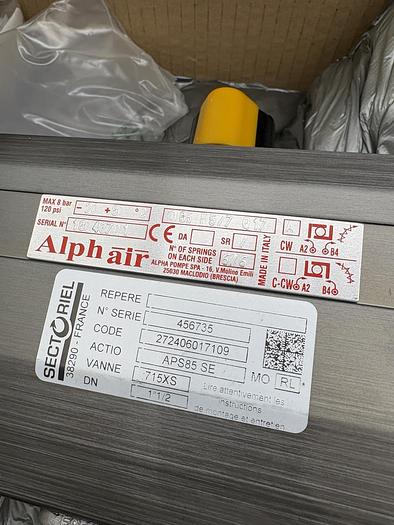 MAX 8 bar
120 psi
SERIAL N°
CE
DA
SR
N° OF SPRINGS
ON EACH SIDE
Alphair
ALPHA POMPE SPA - 16, V.Molino Emili
25030 MACLODIO (BRESCIA)
MADE IN ITALY
CW A2 B4
C-CW A2 B4
SECTORIEL
38290 - FRANCE
REPERE
N° SERIE 456735
CODE 272406017109
ACTIO APS85 SE
VANNE 715XS
DN 1"1/2
MO RL
Lire attentivement les
instructions
de montage et entretien